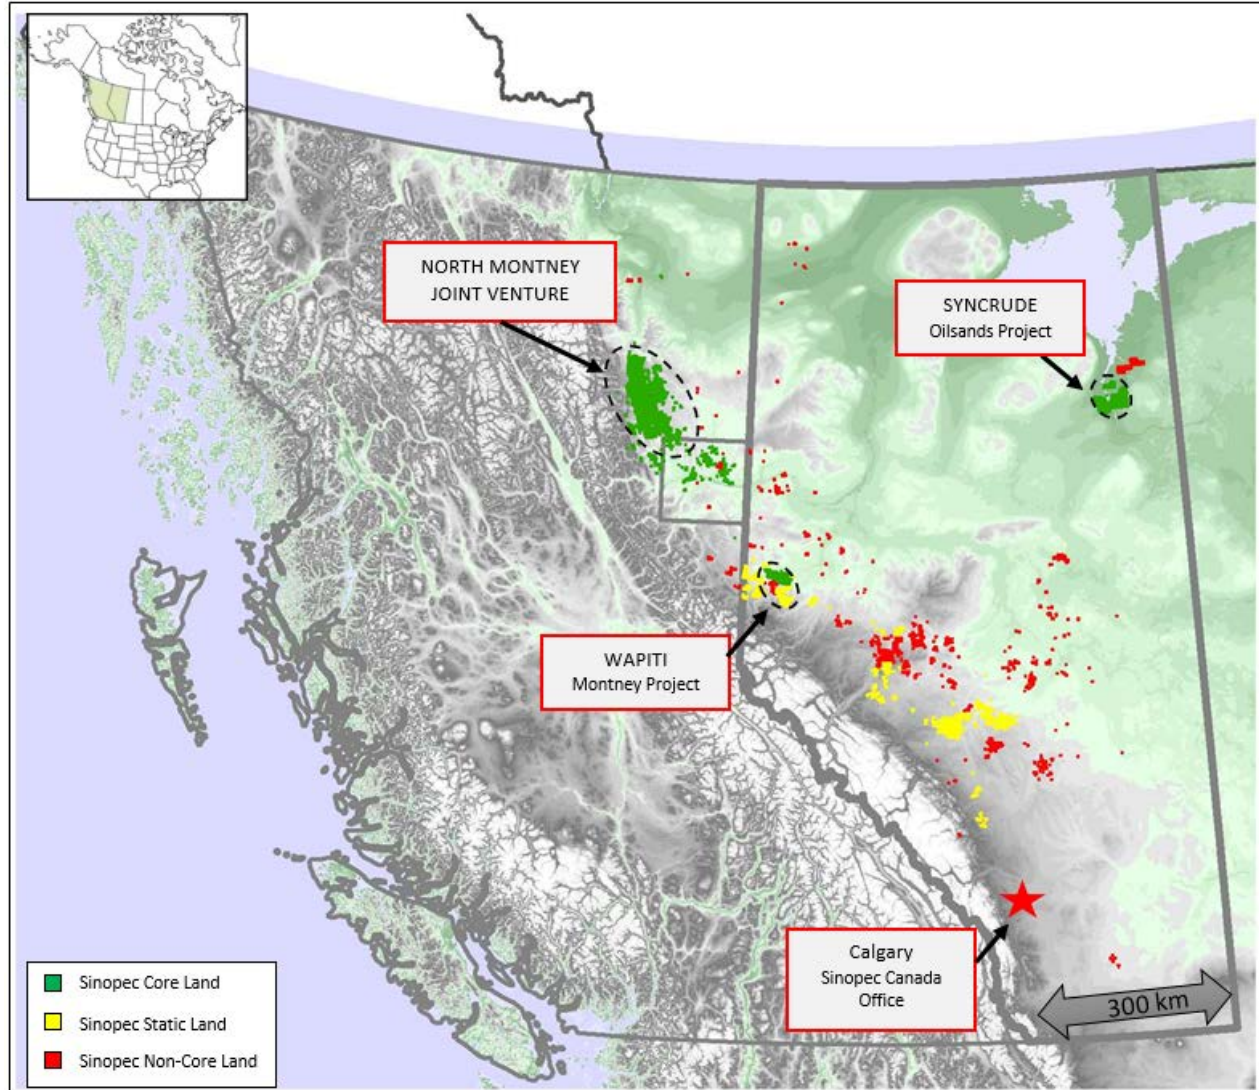 NORTH MONTNEY
JOINT VENTURE
SYNCRUDE
Oilsands Project
WAPITI
Montney Project
Calgary
Sinopec Canada
Office
300 km
Sinopec Core Land
Sinopec Static Land
Sinopec Non-Core Land